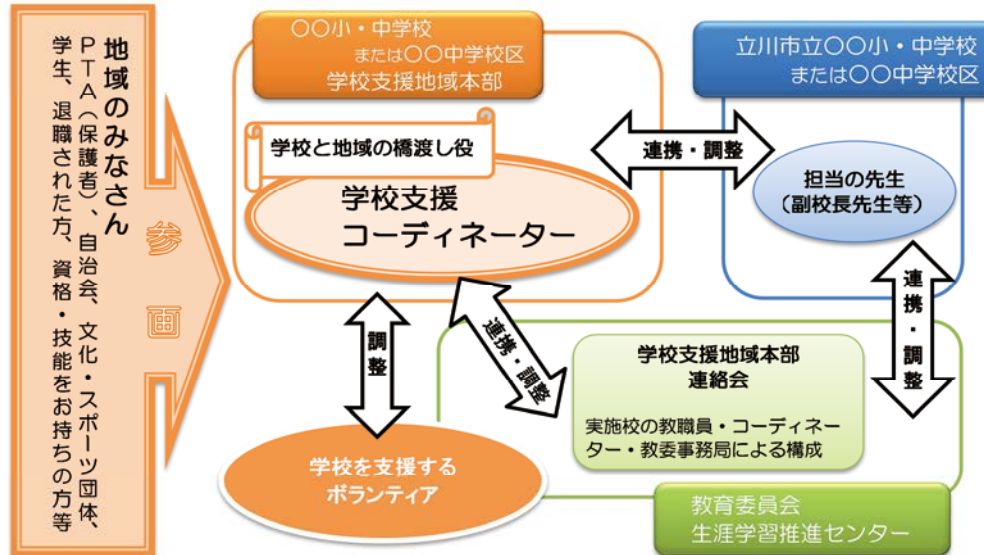 地域のみなさん
PTA（保護者）、自治会、文化・スポーツ団体、
学生、退職された方、資格・技能をお持ちの方等
参画
〇〇小・中学校
または〇〇中学校区
学校支援地域本部
学校と地域の橋渡し役
学校支援
コーディネーター
連携・調整
立川市立〇〇小・中学校
または〇〇中学校区
担当の先生
（副校長先生等）
調整
連携・調整
連携・調整
学校支援地域本部
連絡会
実施校の教職員・コーディネー
ター・教委事務局による構成
学校を支援する
ボランティア
教育委員会
生涯学習推進センター